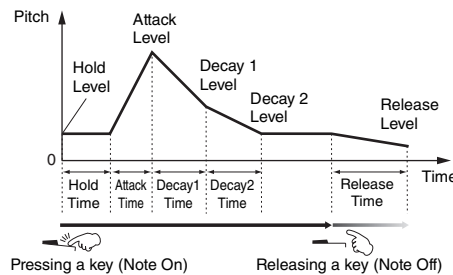 Pitch
Attack
Level
Hold
Level
Decay 1
Level
Decay 2
Level
Release
Level
0
Time
Hold
Time
Attack
Time
Decay1
Time
Decay2
Time
Release
Time
Pressing a key (Note On)
Releasing a key (Note Off)